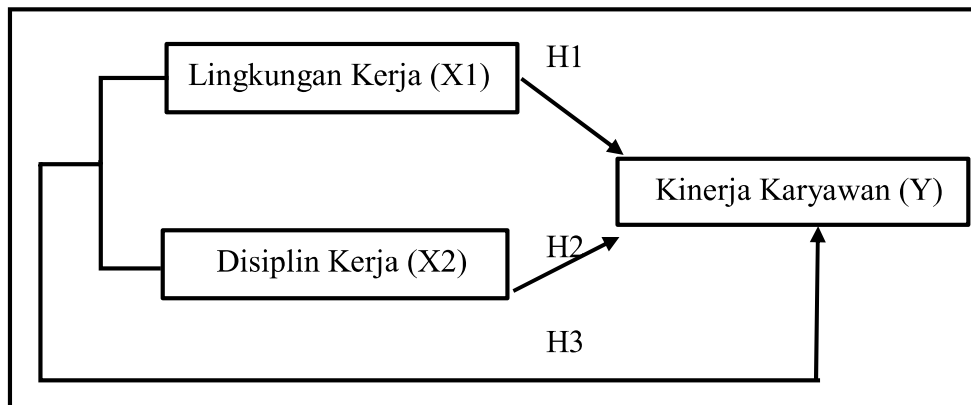 H1
Lingkungan Kerja (X1)
Kinerja Karyawan (Y)
H2
Disiplin Kerja (X2)
H3